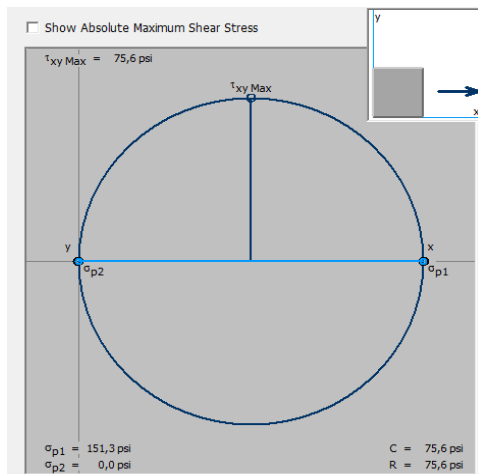 Show Absolute Maximum Shear Stress
y
x
τxy Max = 75,6 psi
τxy Max
y
x
σp2
σp1
σp1 = 151,3 psi
σp2 = 0,0 psi
C = 75,6 psi
R = 75,6 psi